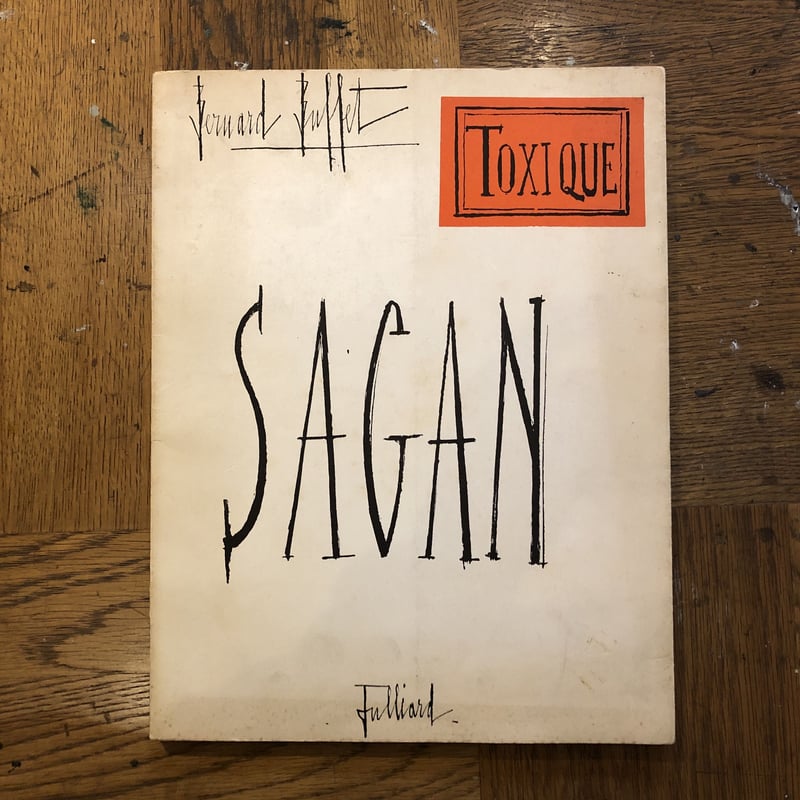 Bernard Buffet
TOXIQUE
SAGAN
Julliard.